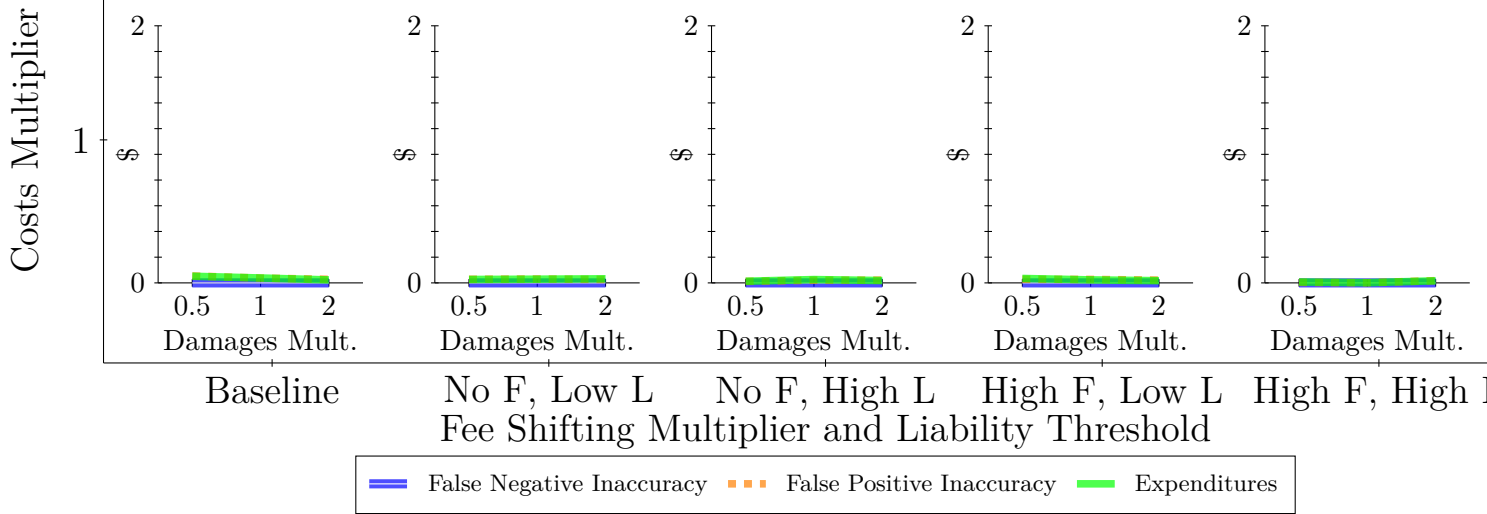 Costs Multiplier
1
2 2 2 2 2
$ $ $ $ $
0 0 0 0 0
0.5 1 2 0.5 1 2 0.5 1 2 0.5 1 2 0.5 1 2
Damages Mult. Damages Mult. Damages Mult. Damages Mult. Damages Mult.
Baseline No F, Low L No F, High L High F, Low L High F, High
Fee Shifting Multiplier and Liability Threshold
False Negative Inaccuracy False Positive Inaccuracy Expenditures